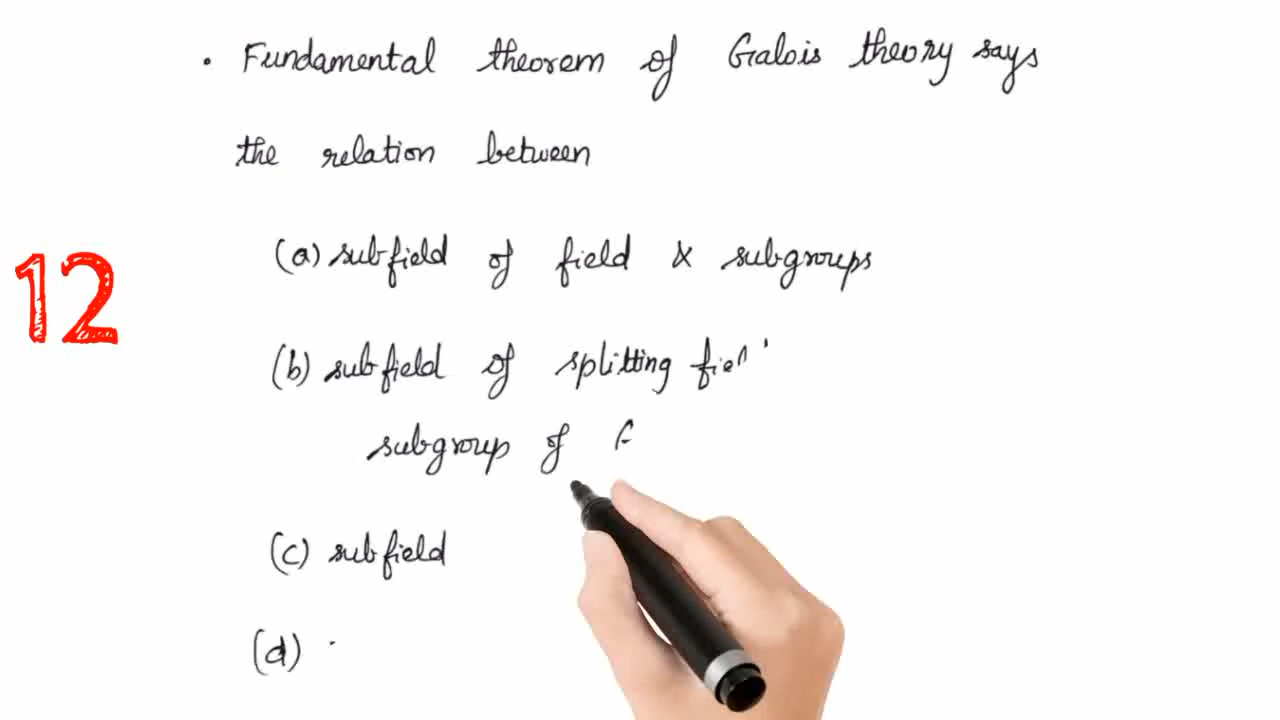 • Fundamental theorem of Galois theory says
the relation between
12
(a) subfield of field & subgroups
(b) subfield of splitting
subgroup of
(c) subfield
(d)